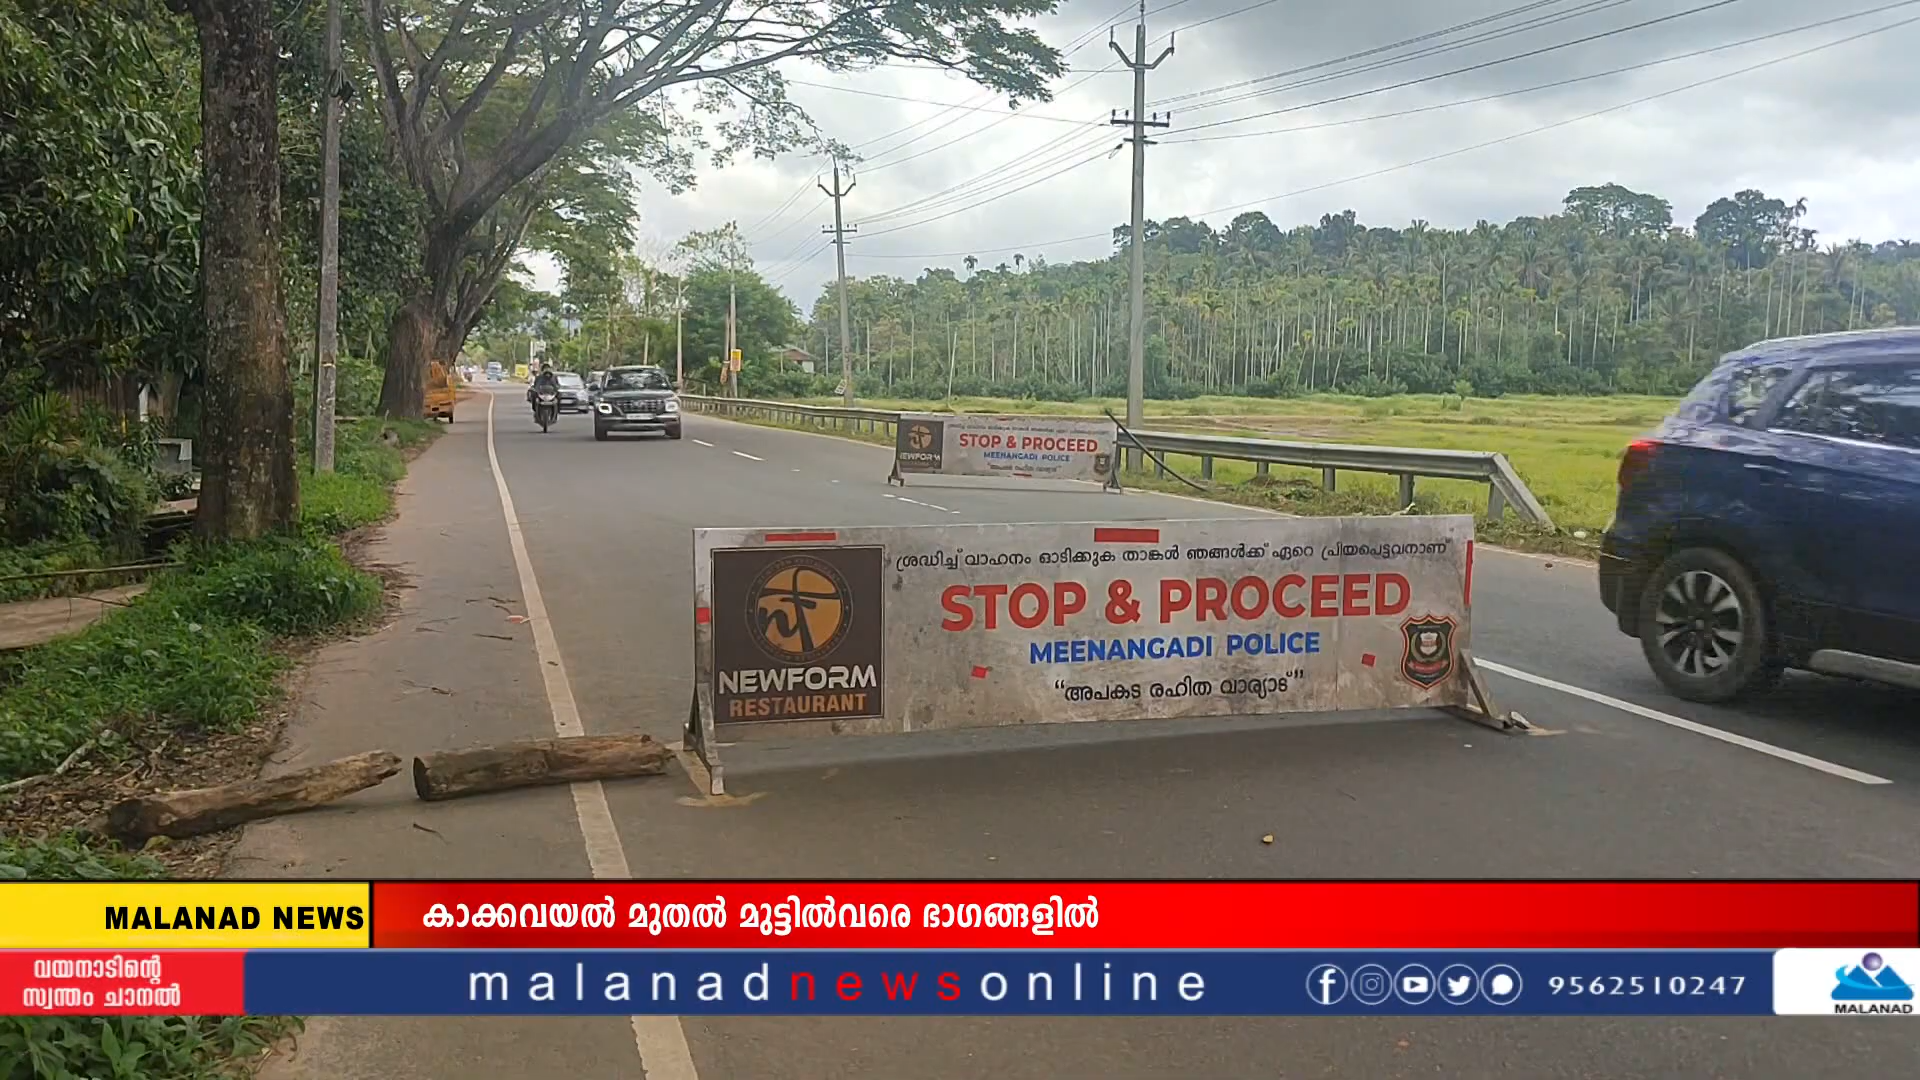 ശ്രദ്ധിച്ച് വാഹനം ഓടിക്കുക താങ്കൾ ഞങ്ങൾക്ക് ഏറെ പ്രിയപെട്ടവനാണ്
STOP & PROCEED
MEENANGADI POLICE
"അപകട രഹിത വാര്യാട്"
NEWFORM
RESTAURANT
STOP & PROCEED
MEENANGADI POLICE
NEWFORM
MALANAD NEWS
കാക്കവയൽ മുതൽ മുട്ടിൽവരെ ഭാഗങ്ങളിൽ
വയനാടിന്റെ
സ്വന്തം ചാനൽ
malanadnewsonline
9562510247
MALANAD